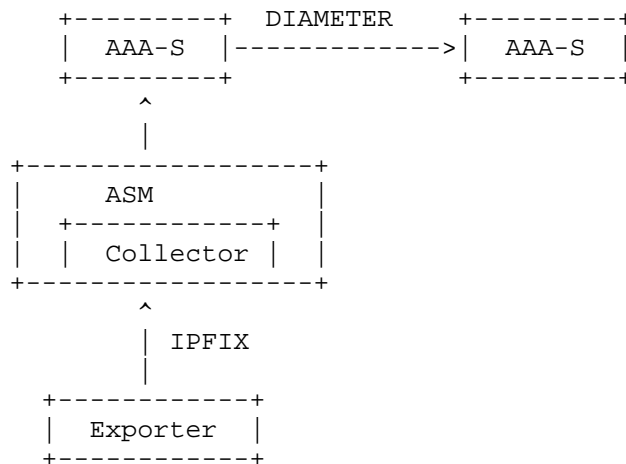 DIAMETER
AAA-S AAA-S
ASM
Collector
IPFIX
Exporter